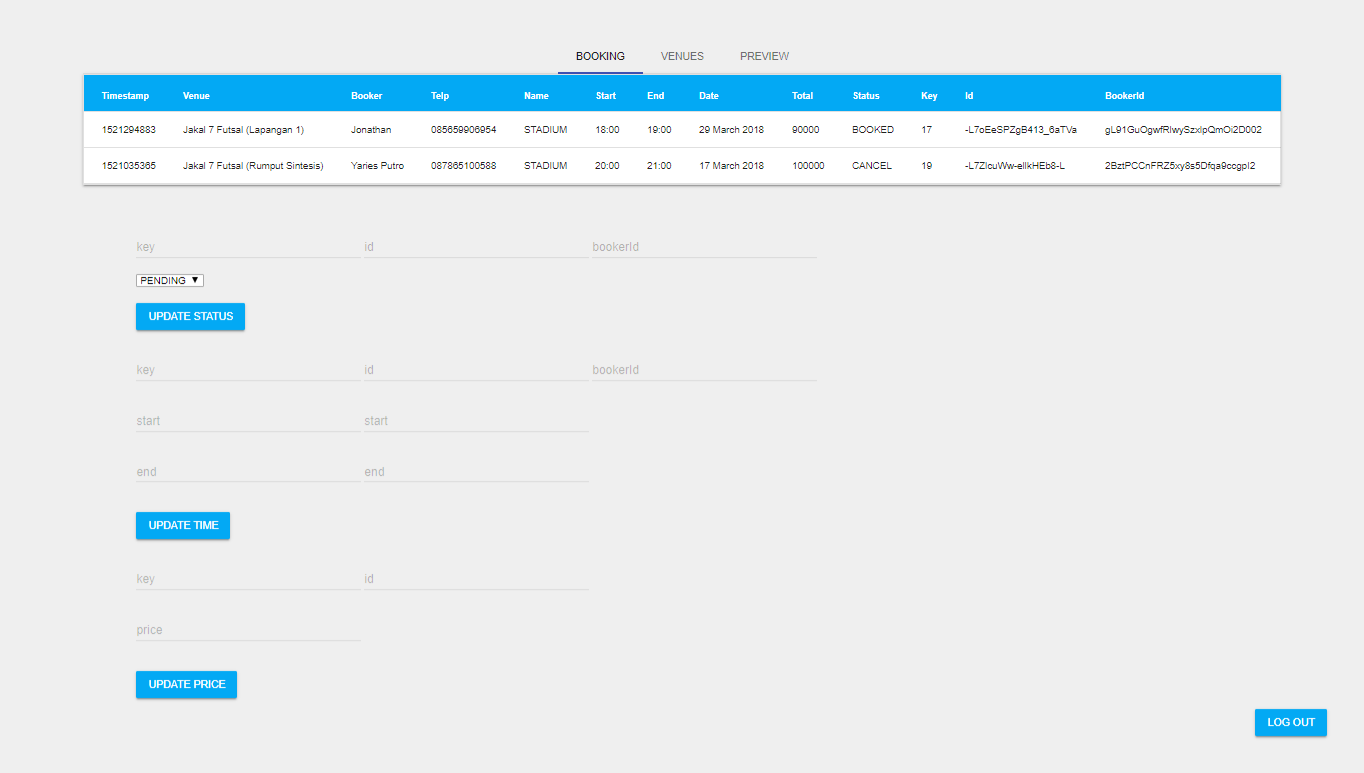 BOOKING VENUES PREVIEW
Timestamp Venue Booker Telp Name Start End Date Total Status Key Id BookerId
1521294883 Jakal 7 Futsal (Lapangan 1) Jonathan 085659906954 STADIUM 18:00 19:00 29 March 2018 90000 BOOKED 17 -L7oEeSPZgB413_6aTVa gL91GuOgwfRlwySzxlpQmOi2D002
1521035365 Jakal 7 Futsal (Rumput Sintesis) Yaries Putro 087865100588 STADIUM 20:00 21:00 17 March 2018 100000 CANCEL 19 -L7ZlcuWw-ellkHEb8-L 2BztPCCnFRZ5xy8s5Dfqa9ccgpI2
key id bookerId
PENDING ▼
UPDATE STATUS
key id bookerId
start start
end end
UPDATE TIME
key id
price
UPDATE PRICE
LOG OUT